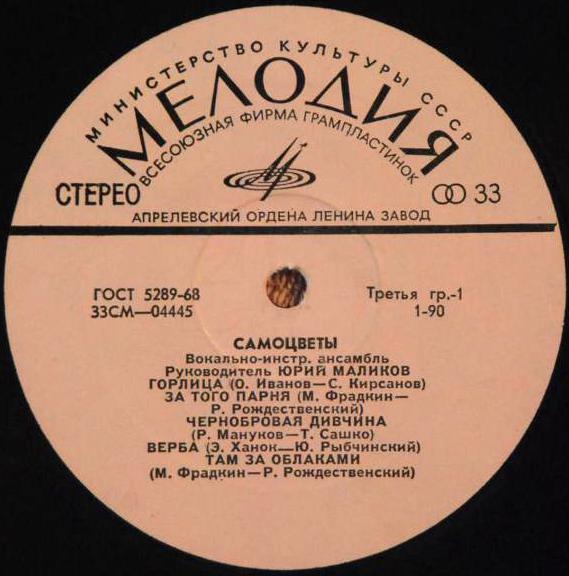 МИНИСТЕРСТВО КУЛЬТУРЫ СССР
МЕЛОДИЯ
ВСЕСОЮЗНАЯ ФИРМА ГРАМПЛАСТИНОК
СТЕРЕО
33
АПРЕЛЕВСКИЙ ОРДЕНА ЛЕНИНА ЗАВОД
ГОСТ 5289-68
33СМ—04445
Третья гр.-1
1-90
САМОЦВЕТЫ
Вокально-инстр. ансамбль
Руководитель ЮРИЙ МАЛИКОВ
ГОРЛИЦА (О. Иванов—С. Кирсанов)
ЗА ТОГО ПАРНЯ (М. Фрадкин—
Р. Рождественский)
ЧЕРНОБРОВАЯ ДИВЧИНА
(Р. Мануков—Т. Сашко)
ВЕРБА (Э. Ханок—Ю. Рыбчинский)
ТАМ ЗА ОБЛАКАМИ
(М. Фрадкин—Р. Рождественский)